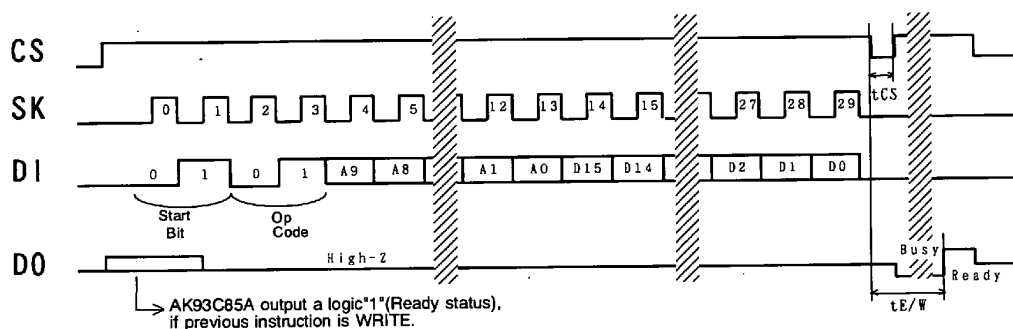 CS
tCS
SK
0 1 2 3 4 5 12 13 14 15 27 28 29
DI
0 1 0 1 A9 A8 A1 A0 D15 D14 D2 D1 D0
Start
Bit
Op
Code
DO
High-Z
Busy
Ready
tE/W
AK93C85A output a logic"1"(Ready status),
if previous instruction is WRITE.